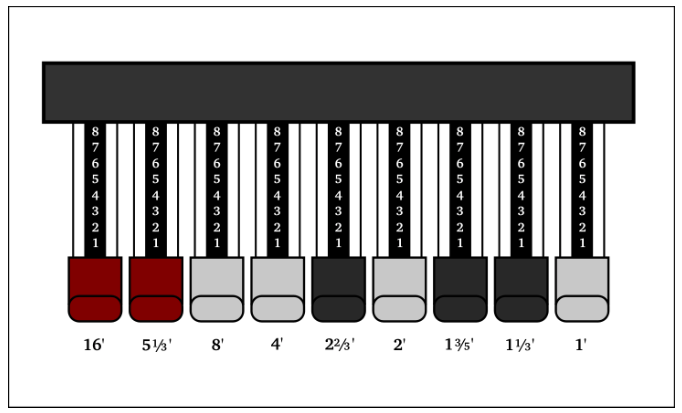 8 8 8 8 8 8 8 8 8
7 7 7 7 7 7 7 7 7
6 6 6 6 6 6 6 6 6
5 5 5 5 5 5 5 5 5
4 4 4 4 4 4 4 4 4
3 3 3 3 3 3 3 3 3
2 2 2 2 2 2 2 2 2
1 1 1 1 1 1 1 1 1
16' 5⅓' 8' 4' 2⅔' 2' 1⅗' 1⅓' 1'